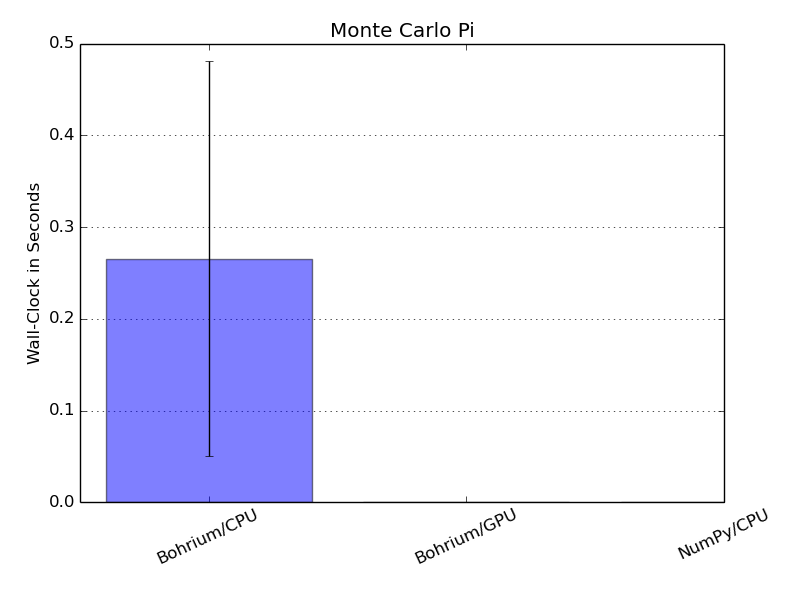 Monte Carlo Pi
Wall-Clock in Seconds
0.5
0.4
0.3
0.2
0.1
0.0
Bohrium/CPU
Bohrium/GPU
NumPy/CPU